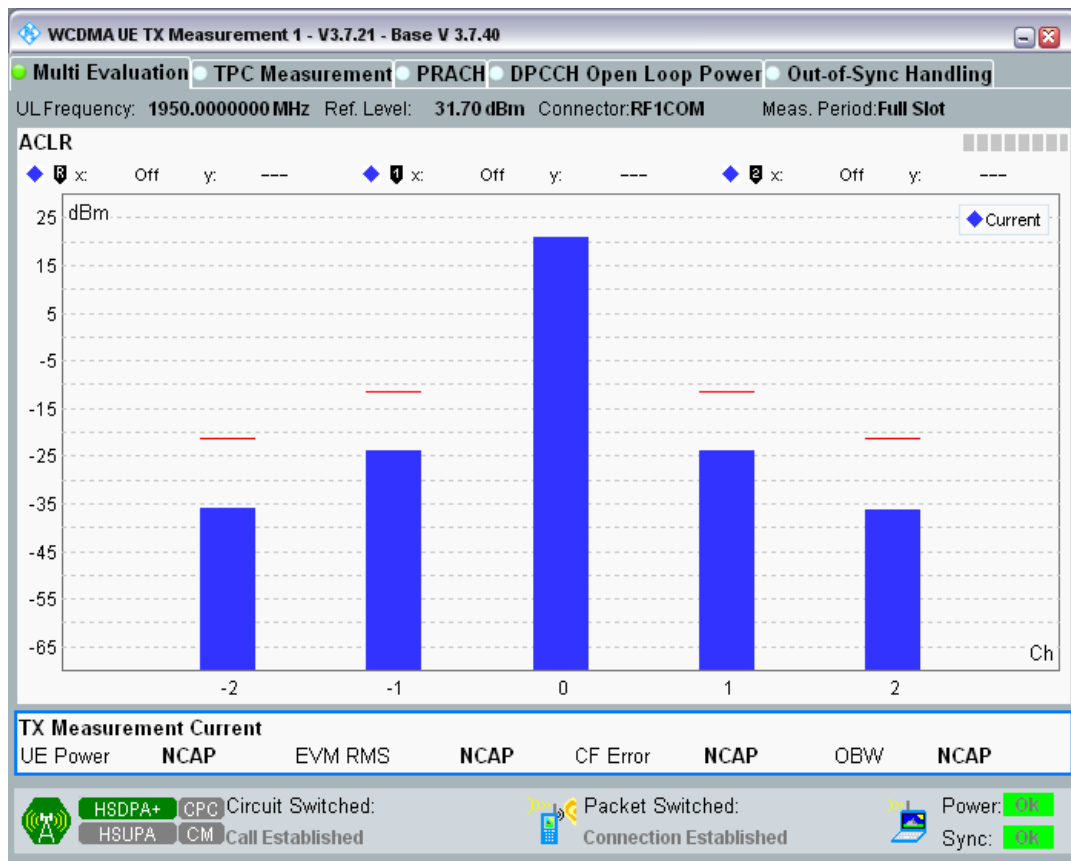 WCDMA UE TX Measurement 1 - V3.7.21 - Base V 3.7.40
Multi Evaluation TPC Measurement PRACH DPCCH Open Loop Power Out-of-Sync Handling
UL Frequency: 1950.0000000 MHz Ref. Level: 31.70 dBm Connector:RF1COM Meas. Period:Full Slot
ACLR
R x: Off y: --- 1 x: Off y: --- 2 x: Off y: ---
dBm
Current
25
15
5
-5
-15
-25
-35
-45
-55
-65
Ch
-2 -1 0 1 2
TX Measurement Current
UE Power NCAP EVM RMS NCAP CF Error NCAP OBW NCAP
HSDPA+ CPC Circuit Switched: Packet Switched: Power: OK
HSUPA CM Call Established Connection Established Sync: OK